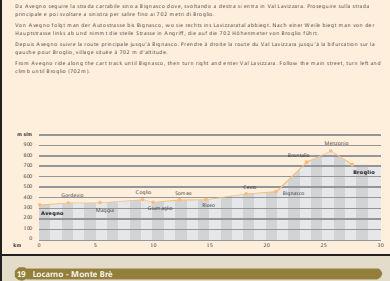 Da Avegno seguire la strada carrabile sino a Bignasco dove, svoltando a destra si entra in Val Lavizzara. Proseguire sulla strada
principale e poi svoltare a sinistra per salire fino ai 702 metri di Broglio.
Von Avegno folgt man der Autostrasse bis Bignasco, wo sie rechts ins Lavizzaratal abbiegt. Nach einer Weile biegt man von der
Hauptstrasse links ab und nimmt die steile Strasse in Angriff, die auf die 702 Höhenmeter von Broglio führt.
Depuis Avegno suivre la route principale jusqu'à Bignasco. Prendre à droite la route du Val Lavizzara jusqu'à la bifurcation sur la
gauche pour Broglio, village située à 702 m d'altitude.
From Avegno ride along the cart track until Bignasco, then turn right and enter Val Lavizzara. Follow the main street, turn left and
climb until Broglio (702m).
m slm
900
800
700
600
500
400
300
200
100
0
Menzonio
Brontallo
Broglio
Cevio
Bignasco
Gordevio
Coglio
Someo
Maggia
Giumaglio
Riveo
Avegno
km
0
5
10
15
20
25
30
19 Locarno - Monte Brè